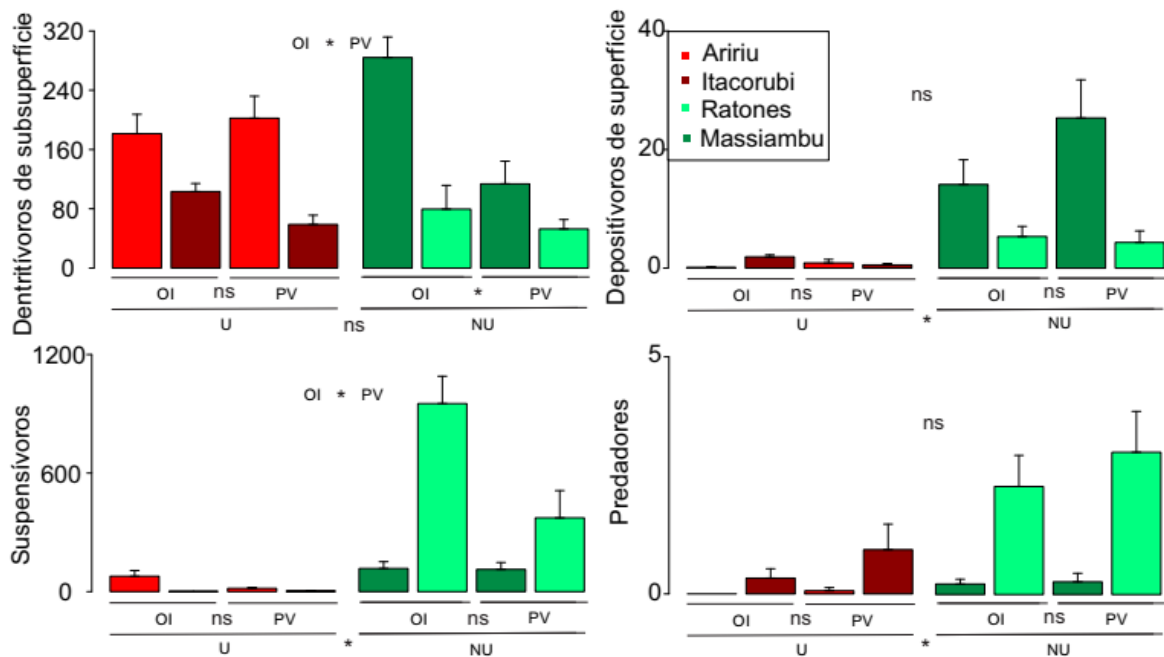 Dentritívoros de subsuperfície
320
240
160
80
0
OI * PV
OI ns PV
OI * PV
U ns NU
Depositívoros de superfície
40
20
0
Aririu
Itacorubi
Ratones
Massiambu
ns
OI ns PV
OI ns PV
U * NU
Suspensívoros
1200
600
0
OI * PV
OI ns PV
OI ns PV
U * NU
Predadores
5
0
ns
OI ns PV
OI ns PV
U * NU